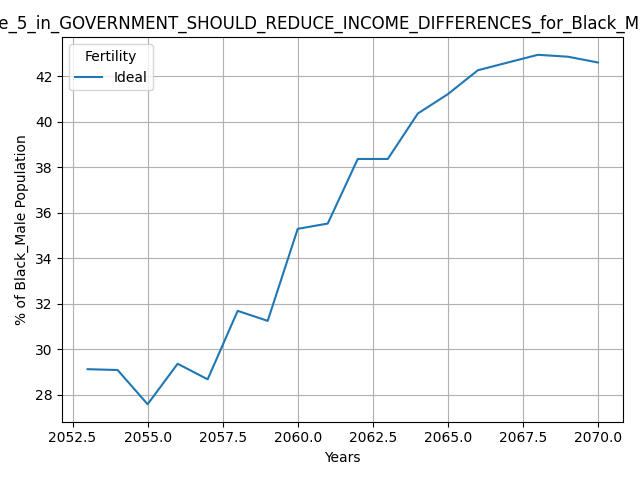 e_5_in_GOVERNMENT_SHOULD_REDUCE_INCOME_DIFFERENCES_for_Black_M
Fertility
Ideal
% of Black_Male Population
42
40
38
36
34
32
30
28
2052.5 2055.0 2057.5 2060.0 2062.5 2065.0 2067.5 2070.0
Years